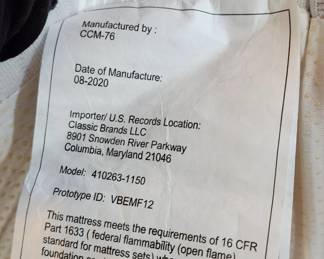 Manufactured by :
CCM-76
Date of Manufacture:
08-2020
Importer/ U.S. Records Location:
Classic Brands LLC
8901 Snowden River Parkway
Columbia, Maryland 21046
Model: 410263-1150
Prototype ID: VBEMF12
This mattress meets the requirements of 16 CFR
Part 1633 ( federal flammability (open flame)
standard for mattress sets)
foundation